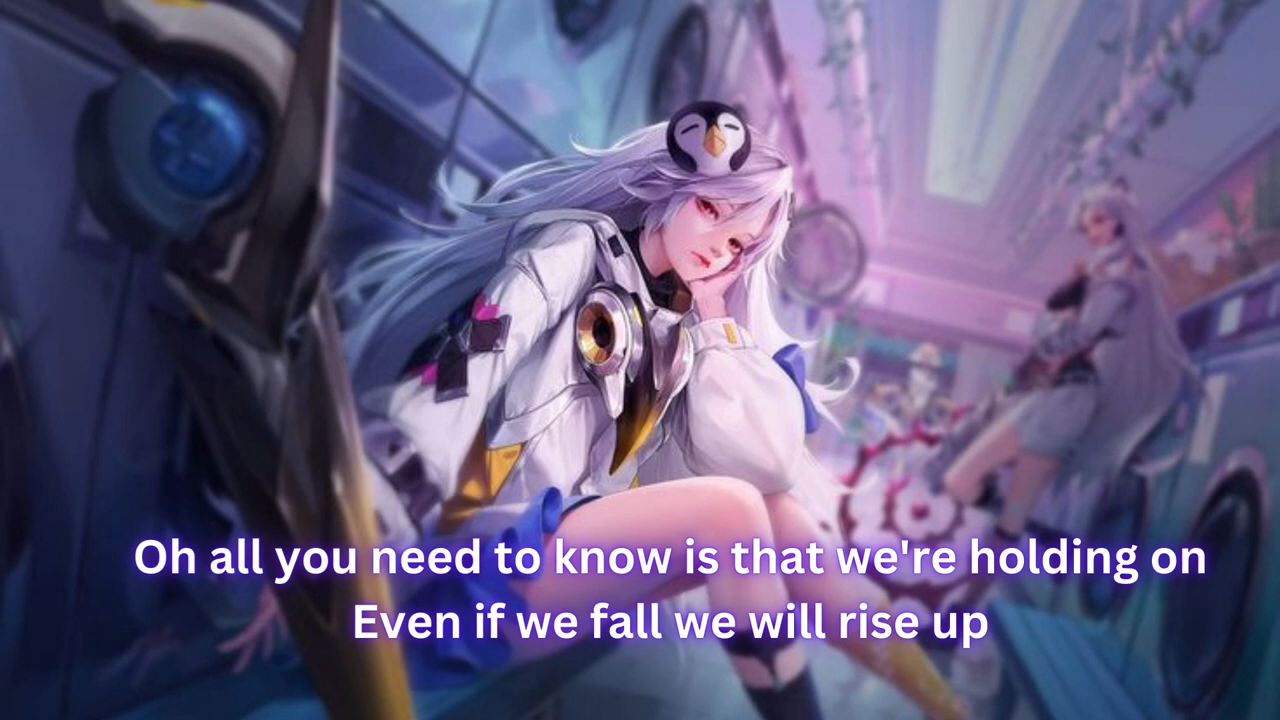 Oh all you need to know is that we're holding on
Even if we fall we will rise up